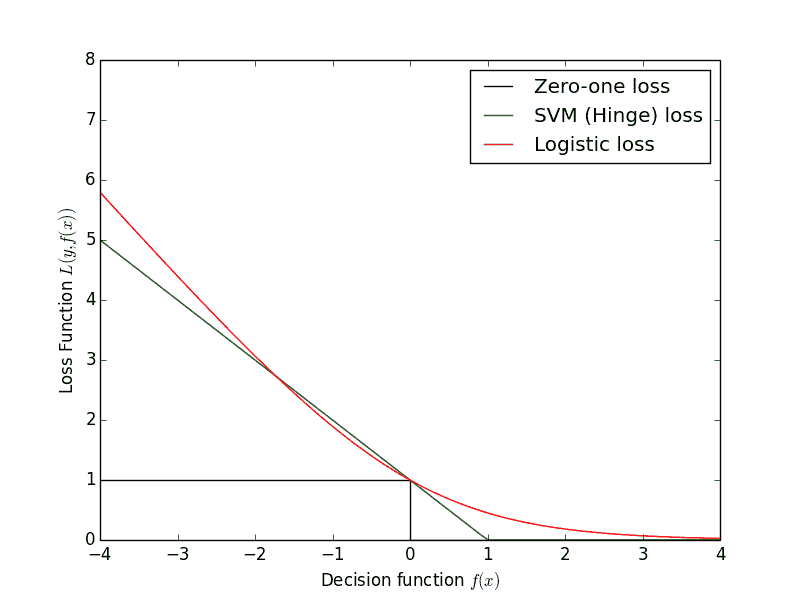 8
7
6
5
4
3
2
1
0
Loss Function L(y,f(x))
Zero-one loss
SVM (Hinge) loss
Logistic loss
−4 −3 −2 −1 0 1 2 3 4
Decision function f(x)